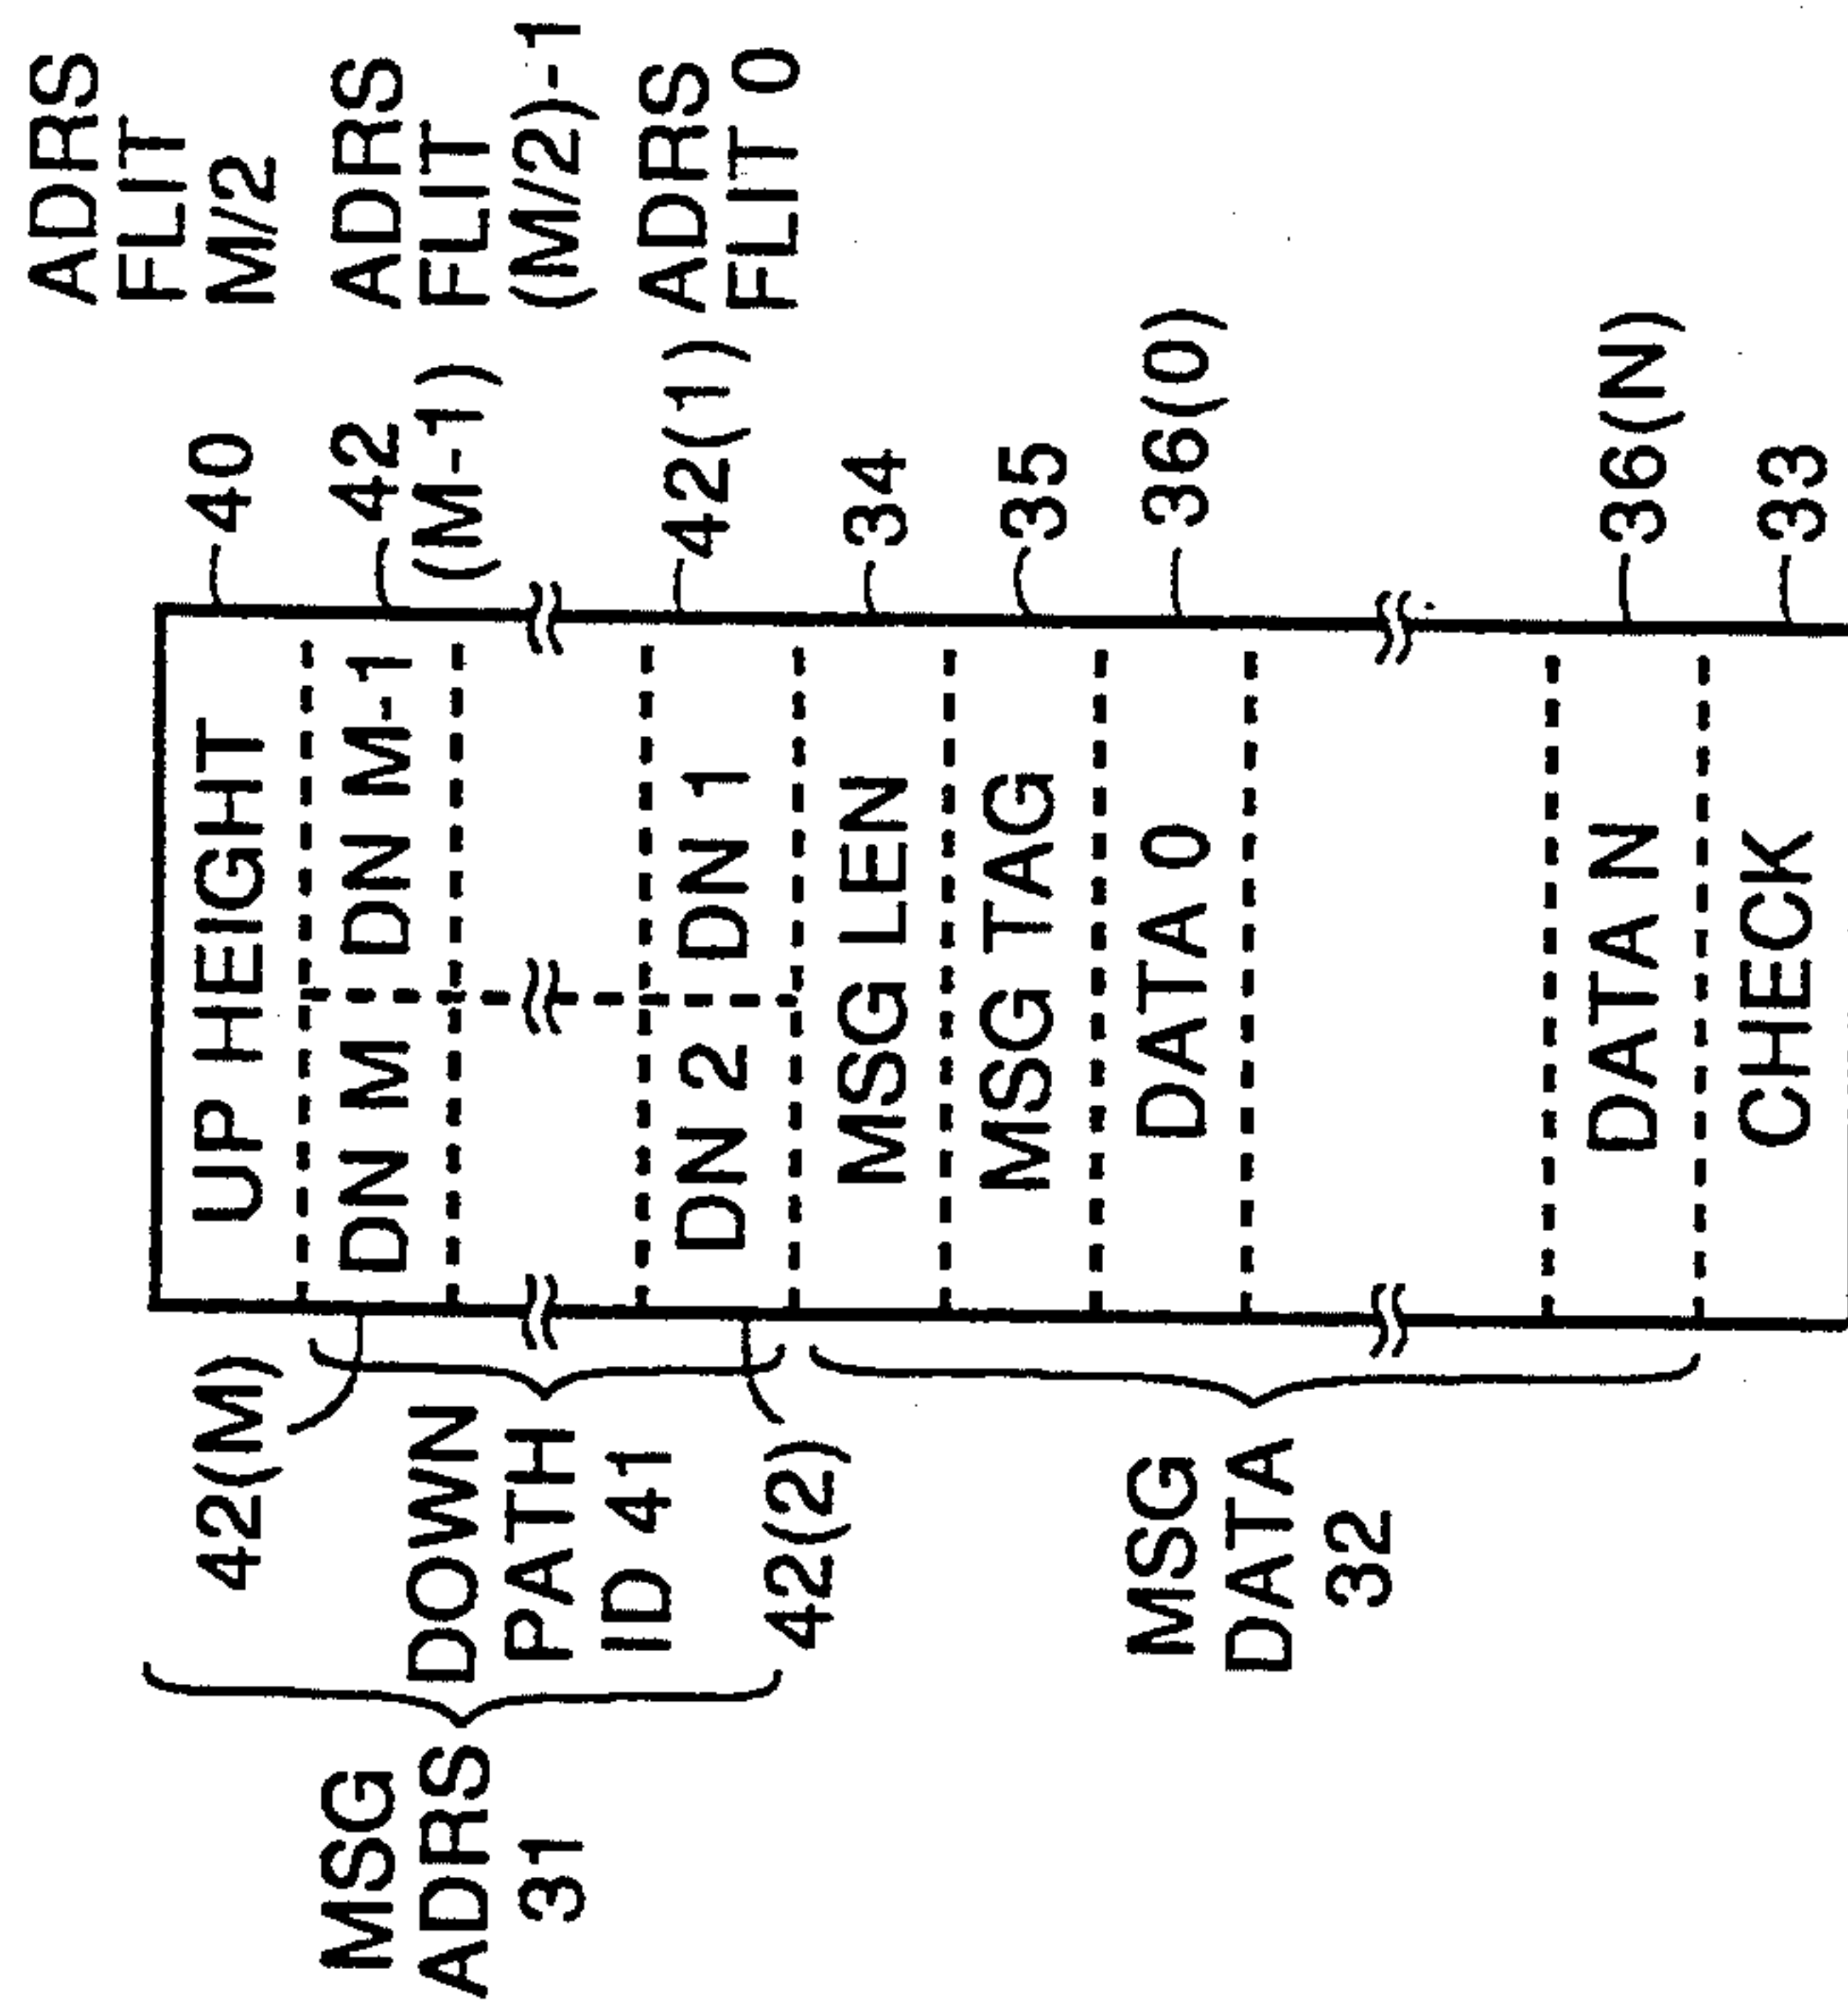 ADRS
FLIT
M/2
ADRS
FLIT
(M/2)-1
ADRS
FLIT 0
40
42
(M-1)
42(1)
34
35
36(0)
36(N)
33
UP HEIGHT
DN M DN M-1
DN 2 DN 1
MSG LEN
MSG TAG
DATA 0
DATA N
CHECK
42(M)
DOWN
PATH
ID 41
42(2)
MSG
DATA
32
MSG
ADRS
31